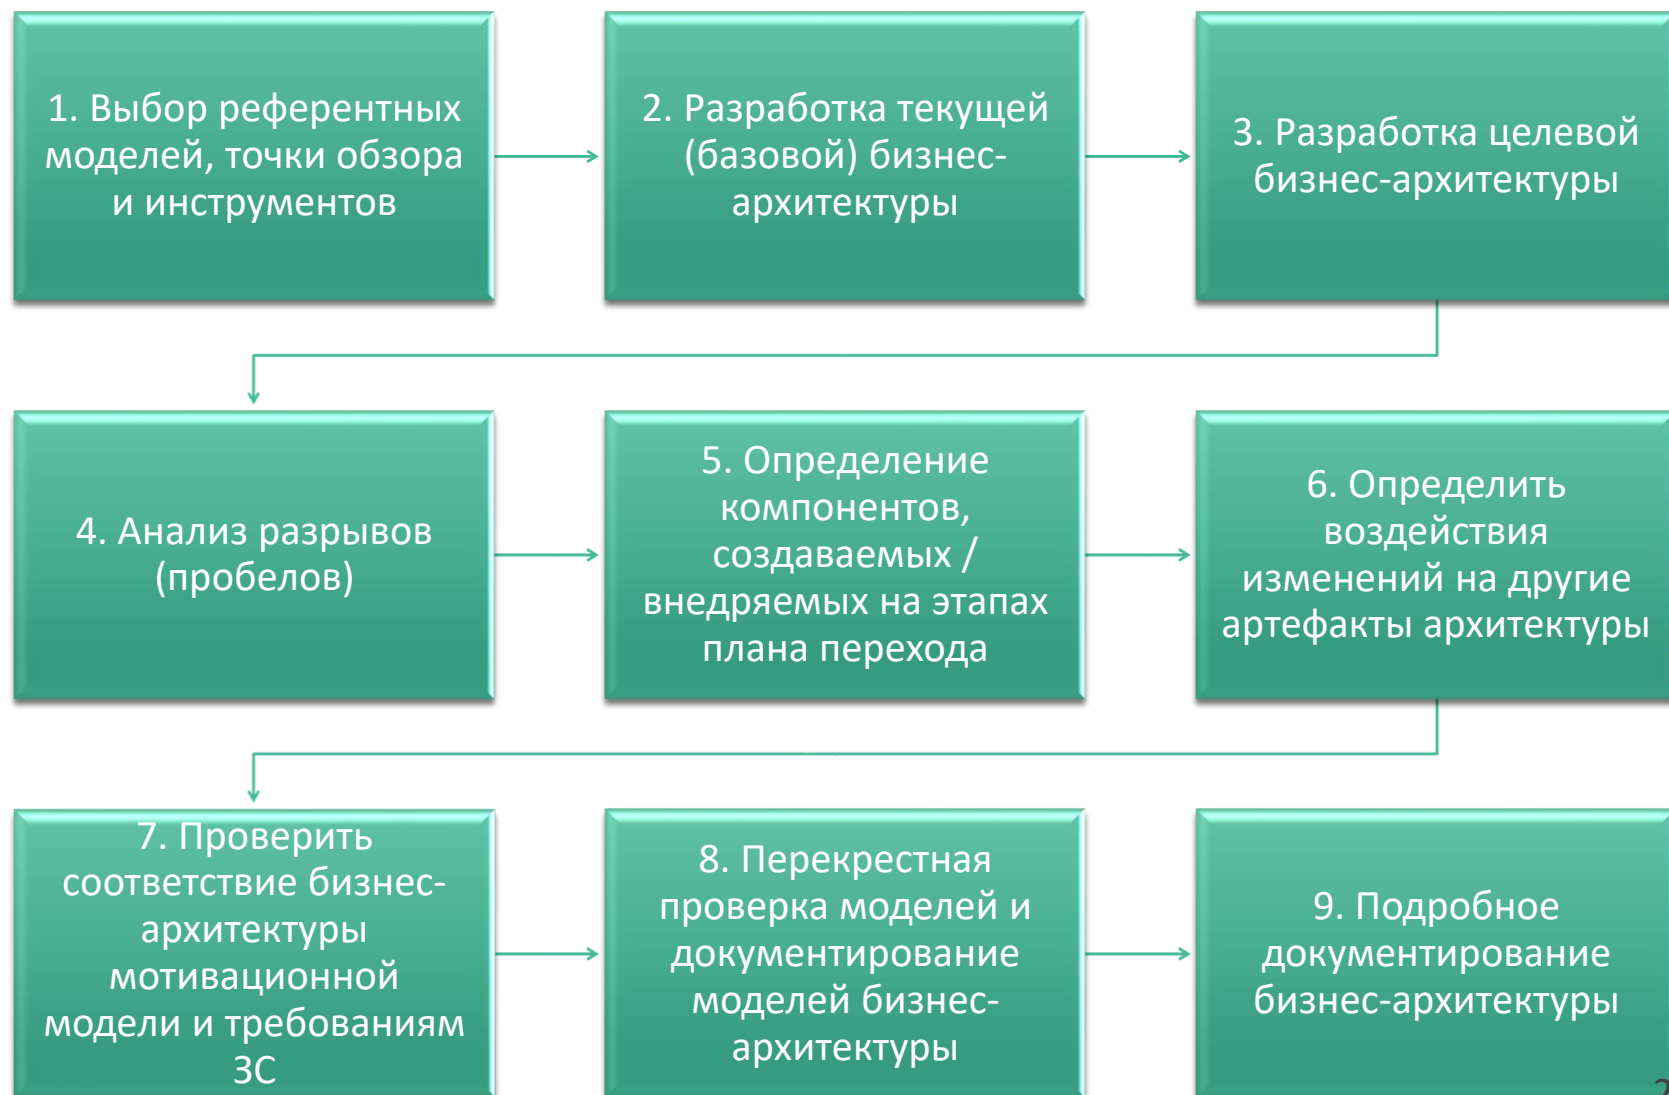 1. Выбор референтных
моделей, точки обзора
и инструментов
2. Разработка текущей
(базовой) бизнес-
архитектуры
3. Разработка целевой
бизнес-архитектуры
4. Анализ разрывов
(пробелов)
5. Определение
компонентов,
создаваемых /
внедряемых на этапах
плана перехода
6. Определить
воздействия
изменений на другие
артефакты архитектуры
7. Проверить
соответствие бизнес-
архитектуры
мотивационной
модели и требованиям
ЗС
8. Перекрестная
проверка моделей и
документирование
моделей бизнес-
архитектуры
9. Подробное
документирование
бизнес-архитектуры